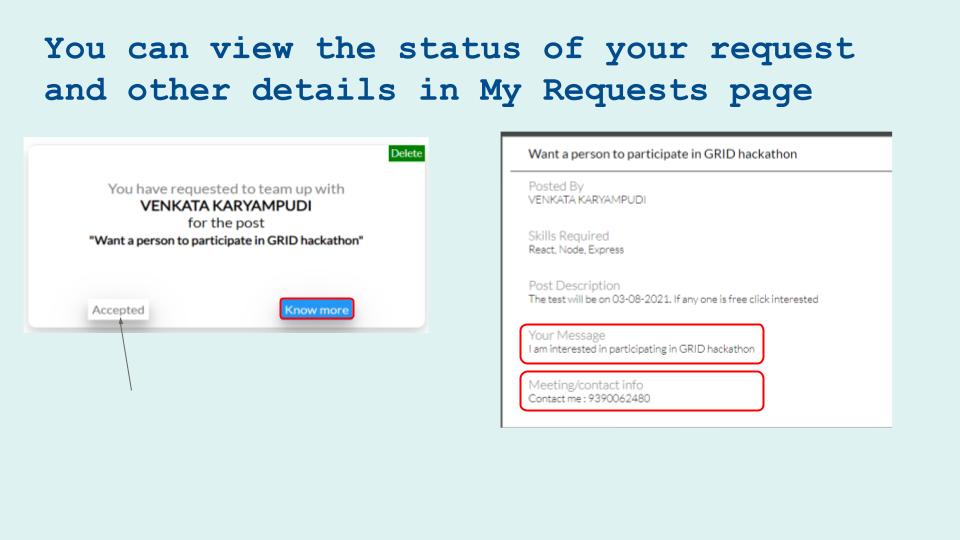 You can view the status of your request
and other details in My Requests page
Delete
You have requested to team up with
VENKATA KARYAMPUDI
for the post
"Want a person to participate in GRID hackathon"
Accepted
Know more
Want a person to participate in GRID hackathon
Posted By
VENKATA KARYAMPUDI
Skills Required
React, Node, Express
Post Description
The test will be on 03-08-2021. If any one is free click interested
Your Message
I am interested in participating in GRID hackathon
Meeting/contact info
Contact me : 9390062480